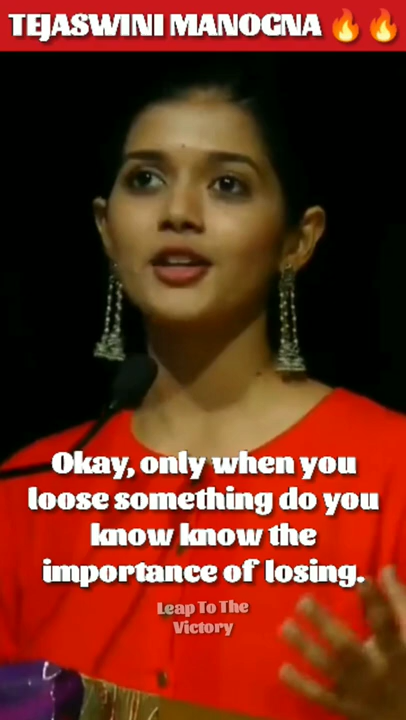 TEJASWINI MANOGNA 🔥🔥
Okay, only when you
loose something do you
know know the
importance of losing.
Leap To The
Victory